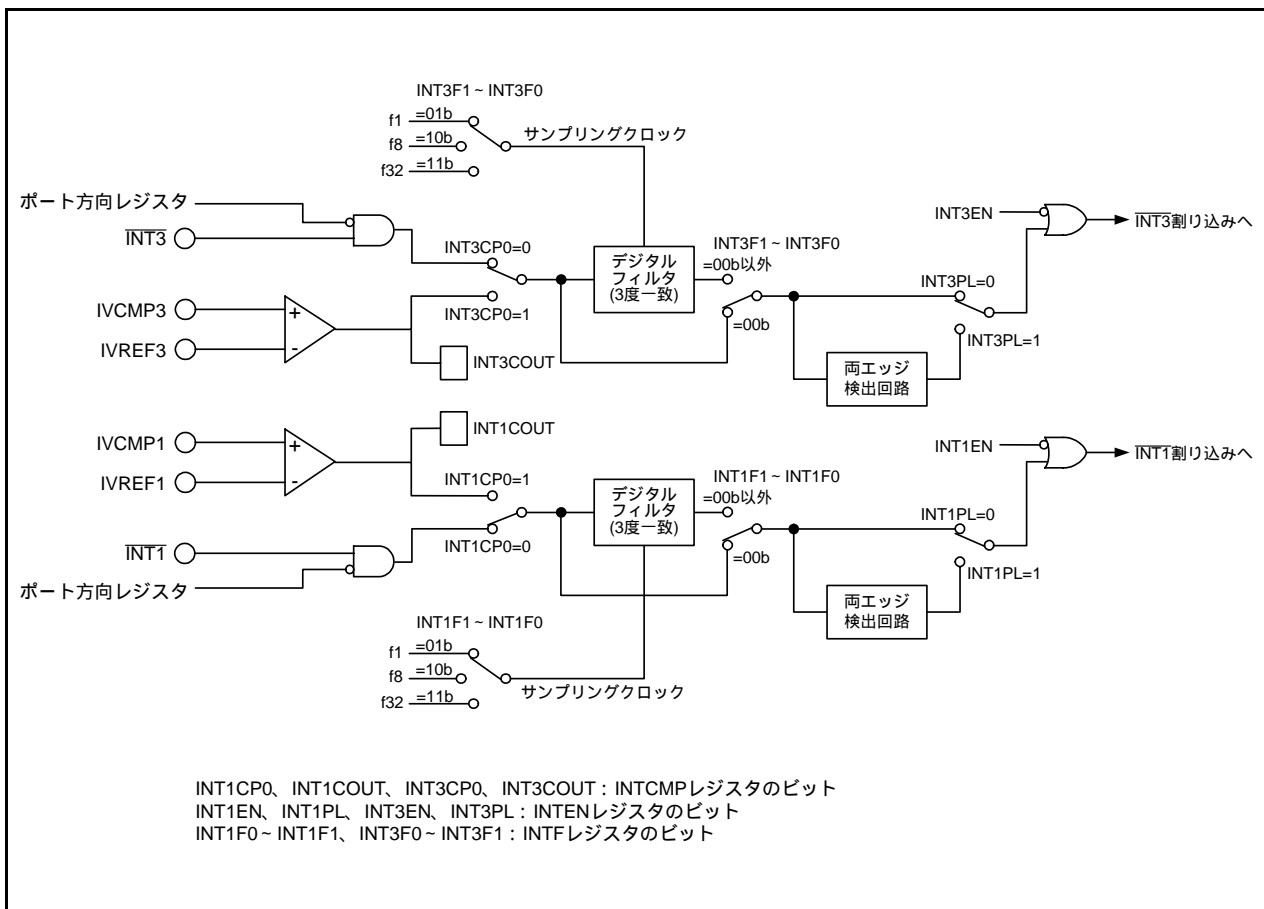 INT3F1 ~ INT3F0
f1 =01b
f8 =10b
f32 =11b
サンプリングクロック
ポート方向レジスタ
INT3
INT3CP0=0
デジタル
フィルタ
(3度一致)
INT3F1 ~ INT3F0
=00b以外
=00b
INT3EN
INT3割り込みへ
INT3PL=0
INT3PL=1
両エッジ
検出回路
IVCMP3
IVREF3
+
-
INT3CP0=1
INT3COUT
IVCMP1
IVREF1
+
-
INT1COUT
INT1CP0=1
INT1CP0=0
デジタル
フィルタ
(3度一致)
INT1F1 ~ INT1F0
=00b以外
=00b
INT1EN
INT1割り込みへ
INT1PL=0
INT1PL=1
両エッジ
検出回路
INT1
ポート方向レジスタ
INT1F1 ~ INT1F0
f1 =01b
f8 =10b
f32 =11b
サンプリングクロック
INT1CP0、INT1COUT、INT3CP0、INT3COUT : INTCMPレジスタのビット
INT1EN、INT1PL、INT3EN、INT3PL : INTENレジスタのビット
INT1F0 ~ INT1F1、INT3F0 ~ INT3F1 : INTFレジスタのビット